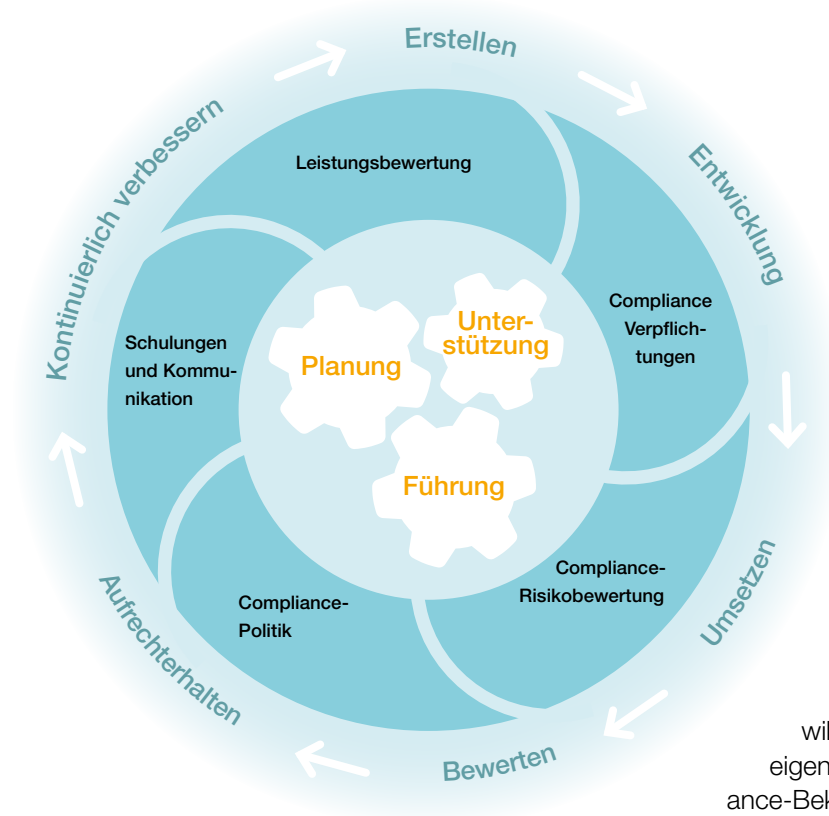 Erstellen
Entwicklung
Umsetzen
Bewerten
Aufrechterhalten
Kontinuierlich verbessern
Leistungsbewertung
Compliance
Verpflich-
tungen
Compliance-
Risikobewertung
Compliance-
Politik
Schulungen
und Kommu-
nikation
Planung
Unter-
stützung
Führung
eigen
ance-Bek